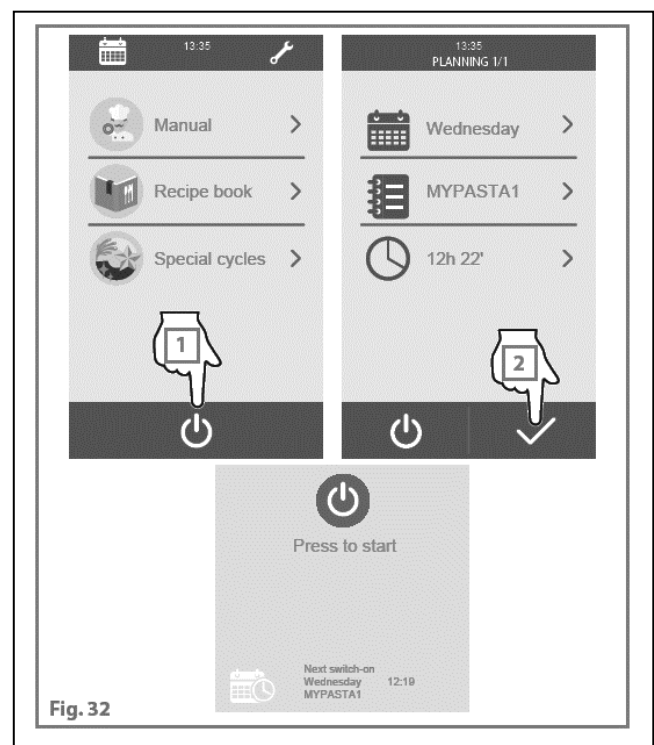 13:35
Manual
Recipe book
Special cycles
1
13:35
PLANNING 1/1
Wednesday
MYPASTA1
12h 22'
2
Press to start
Next switch-on
Wednesday 12:19
MYPASTA1
Fig. 32